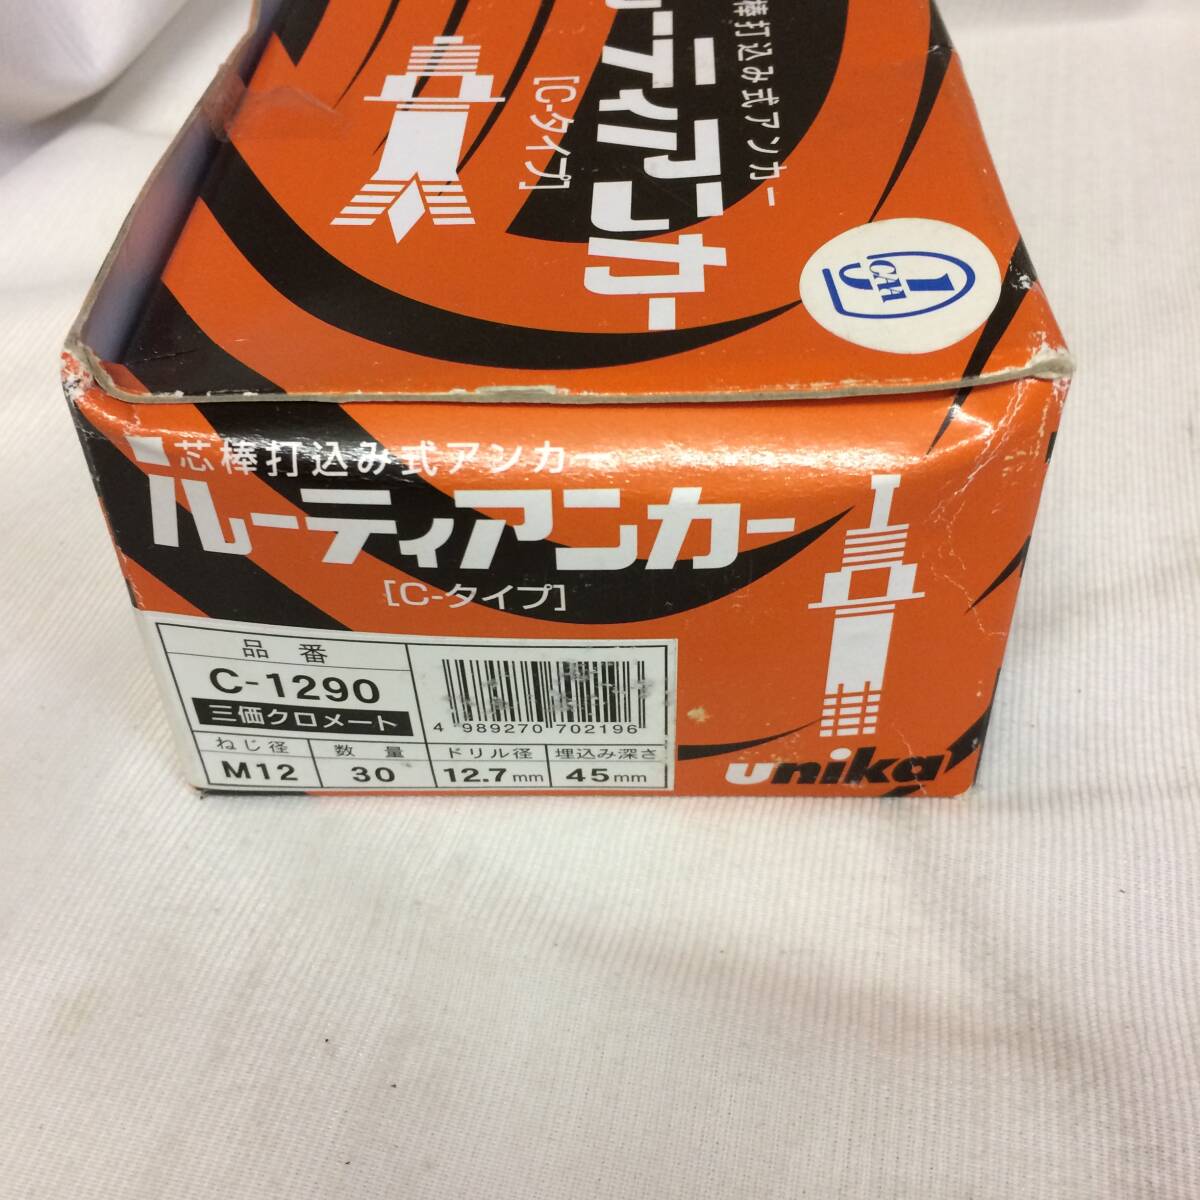 棒打込み式アンカー
ルーティアンカー
[C-タイプ]
J
CAA
芯棒打込み式アンカー
ルーティアンカー
[C-タイプ]
品番
C-1290
三価クロメート
4 989270 702196
ねじ径 数量 ドリル径 埋込み深さ
M12 30 12.7mm 45mm
unika